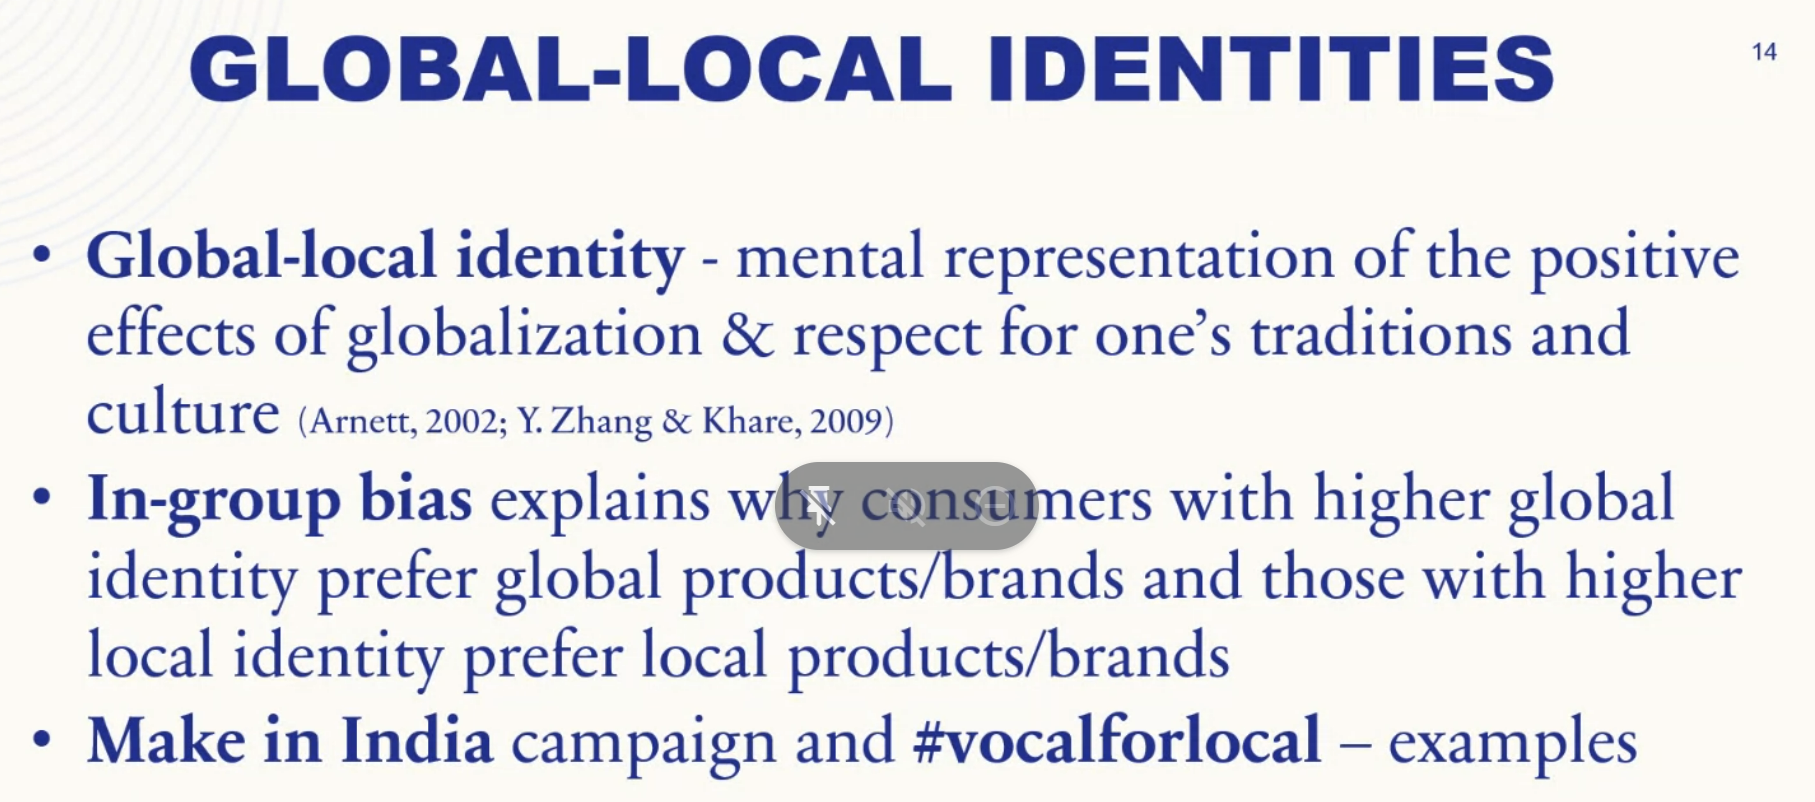 GLOBAL-LOCAL IDENTITIES
14
• Global-local identity - mental representation of the positive
effects of globalization & respect for one’s traditions and
culture (Arnett, 2002; Y. Zhang & Khare, 2009)
• In-group bias explains why consumers with higher global
identity prefer global products/brands and those with higher
local identity prefer local products/brands
• Make in India campaign and #vocalforlocal – examples